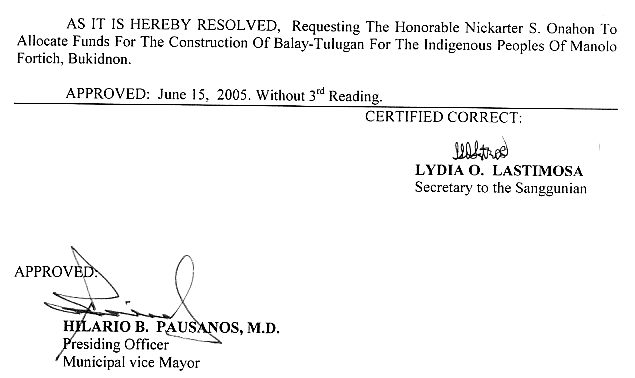 AS IT IS HEREBY RESOLVED, Requesting The Honorable Nickarter S. Onahon To
Allocate Funds For The Construction Of Balay-Tulugan For The Indigenous Peoples Of Manolo
Fortich, Bukidnon.
APPROVED: June 15, 2005. Without 3rd Reading.
CERTIFIED CORRECT:
LYDIA O. LASTIMOSA
Secretary to the Sanggunian
APPROVED:
HILARIO B. PAUSANOS, M.D.
Presiding Officer
Municipal vice Mayor